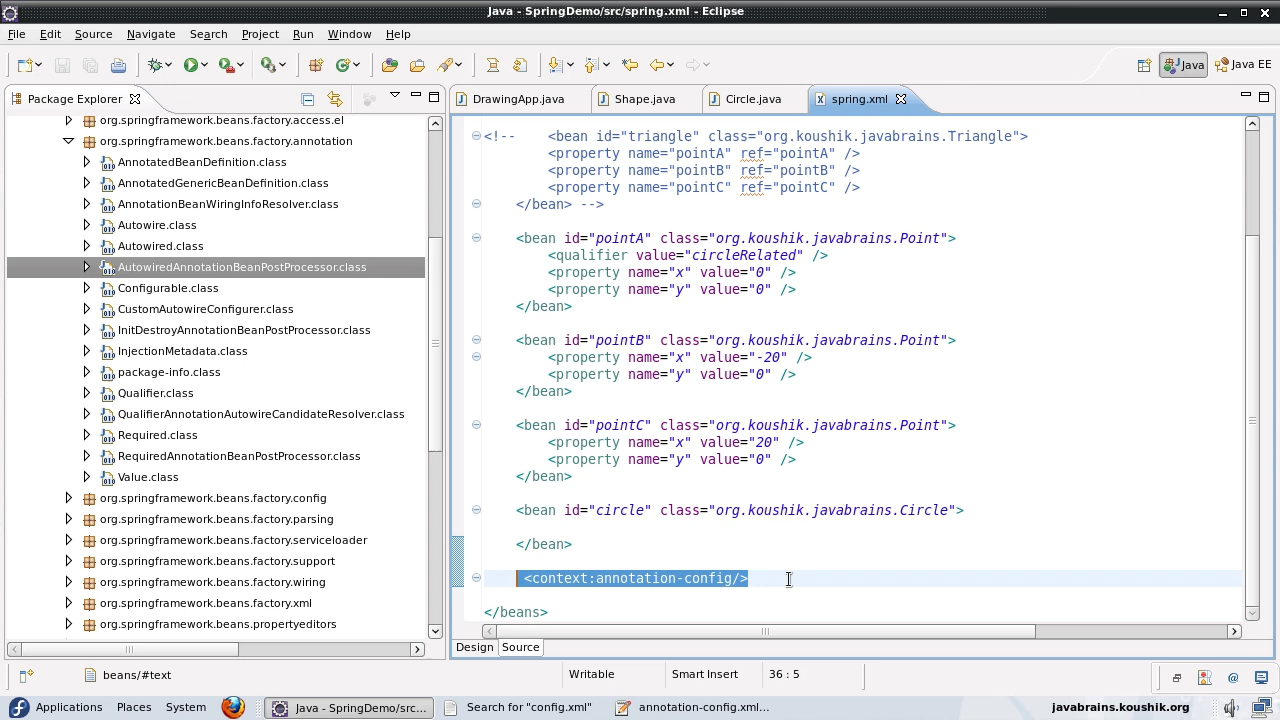 Java - SpringDemo/src/spring.xml - Eclipse
File Edit Source Navigate Search Project Run Window Help
Java Java EE
Package Explorer
DrawingApp.java Shape.java Circle.java spring.xml
org.springframework.beans.factory.access.el
org.springframework.beans.factory.annotation
AnnotatedBeanDefinition.class
AnnotatedGenericBeanDefinition.class
AnnotationBeanWiringInfoResolver.class
Autowire.class
Autowired.class
AutowiredAnnotationBeanPostProcessor.class
Configurable.class
CustomAutowireConfigurer.class
InitDestroyAnnotationBeanPostProcessor.class
InjectionMetadata.class
package-info.class
Qualifier.class
QualifierAnnotationAutowireCandidateResolver.class
Required.class
RequiredAnnotationBeanPostProcessor.class
Value.class
org.springframework.beans.factory.config
org.springframework.beans.factory.parsing
org.springframework.beans.factory.serviceloader
org.springframework.beans.factory.support
org.springframework.beans.factory.wiring
org.springframework.beans.factory.xml
org.springframework.beans.propertyeditors
<!-- <bean id="triangle" class="org.koushik.javabrains.Triangle">
<property name="pointA" ref="pointA" />
<property name="pointB" ref="pointB" />
<property name="pointC" ref="pointC" />
</bean> -->
<bean id="pointA" class="org.koushik.javabrains.Point">
<qualifier value="circleRelated" />
<property name="x" value="0" />
<property name="y" value="0" />
</bean>
<bean id="pointB" class="org.koushik.javabrains.Point">
<property name="x" value="-20" />
<property name="y" value="0" />
</bean>
<bean id="pointC" class="org.koushik.javabrains.Point">
<property name="x" value="20" />
<property name="y" value="0" />
</bean>
<bean id="circle" class="org.koushik.javabrains.Circle">
</bean>
<context:annotation-config/>
</beans>
Design Source
beans/#text Writable Smart Insert 36 : 5
Applications Places System Java - SpringDemo/src... Search for "config.xml" annotation-config.xml... javabrains.koushik.org